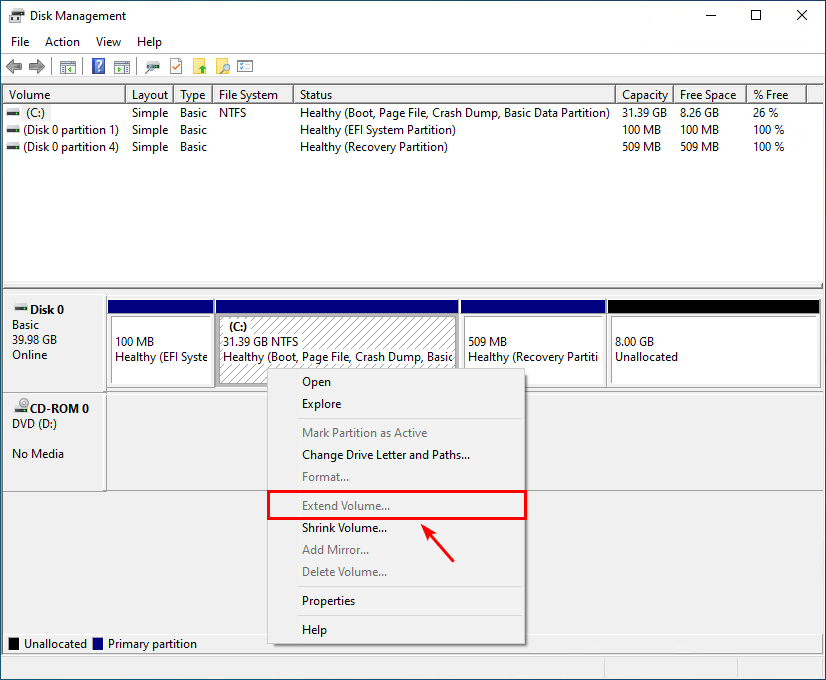 Disk Management
File Action View Help
Volume Layout Type File System Status Capacity Free Space % Free
(C:) Simple Basic NTFS Healthy (Boot, Page File, Crash Dump, Basic Data Partition) 31.39 GB 8.26 GB 26 %
(Disk 0 partition 1) Simple Basic Healthy (EFI System Partition) 100 MB 100 MB 100 %
(Disk 0 partition 4) Simple Basic Healthy (Recovery Partition) 509 MB 509 MB 100 %
Disk 0
Basic
39.98 GB
Online
100 MB
Healthy (EFI Syste
(C:)
31.39 GB NTFS
Healthy (Boot, Page File, Crash Dump, Basic
509 MB
Healthy (Recovery Partiti
8.00 GB
Unallocated
CD-ROM 0
DVD (D:)
No Media
Open
Explore
Mark Partition as Active
Change Drive Letter and Paths...
Format...
Extend Volume...
Shrink Volume...
Add Mirror...
Delete Volume...
Properties
Help
Unallocated Primary partition